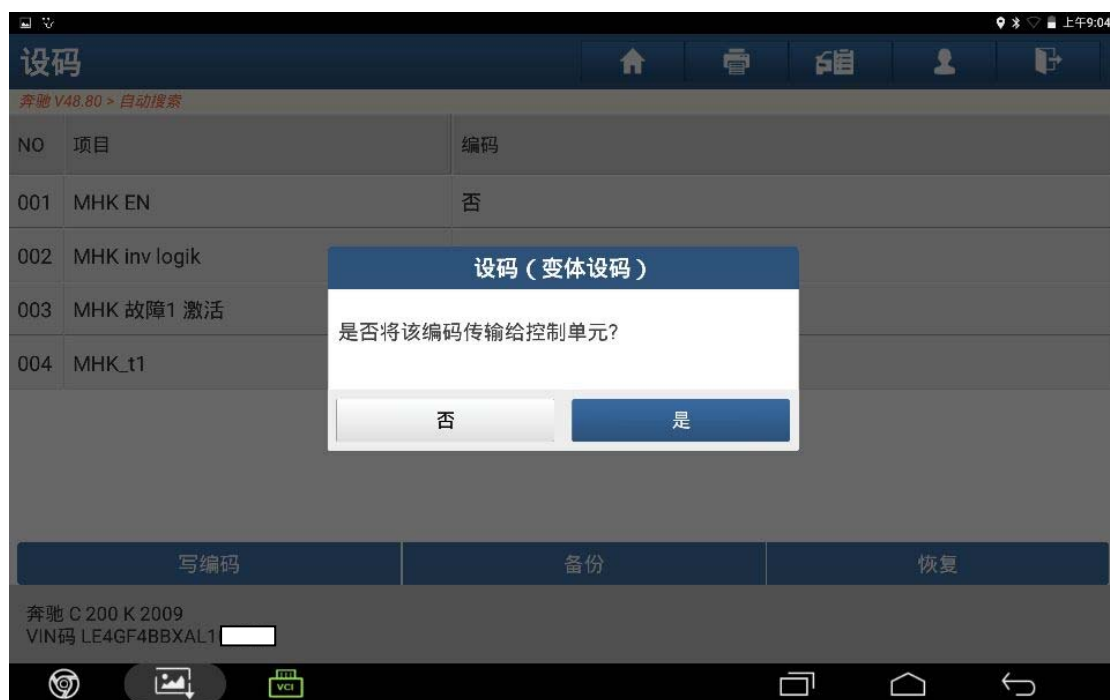 上午9:04
设码
奔驰 V48.80 > 自动搜索
NO 项目 编码
001 MHK EN 否
002 MHK inv logik
003 MHK 故障1 激活
004 MHK_t1
设码 ( 变体设码 )
是否将该编码传输给控制单元?
否 是
写编码 备份 恢复
奔驰 C 200 K 2009
VIN码 LE4GF4BBXAL1
VCI